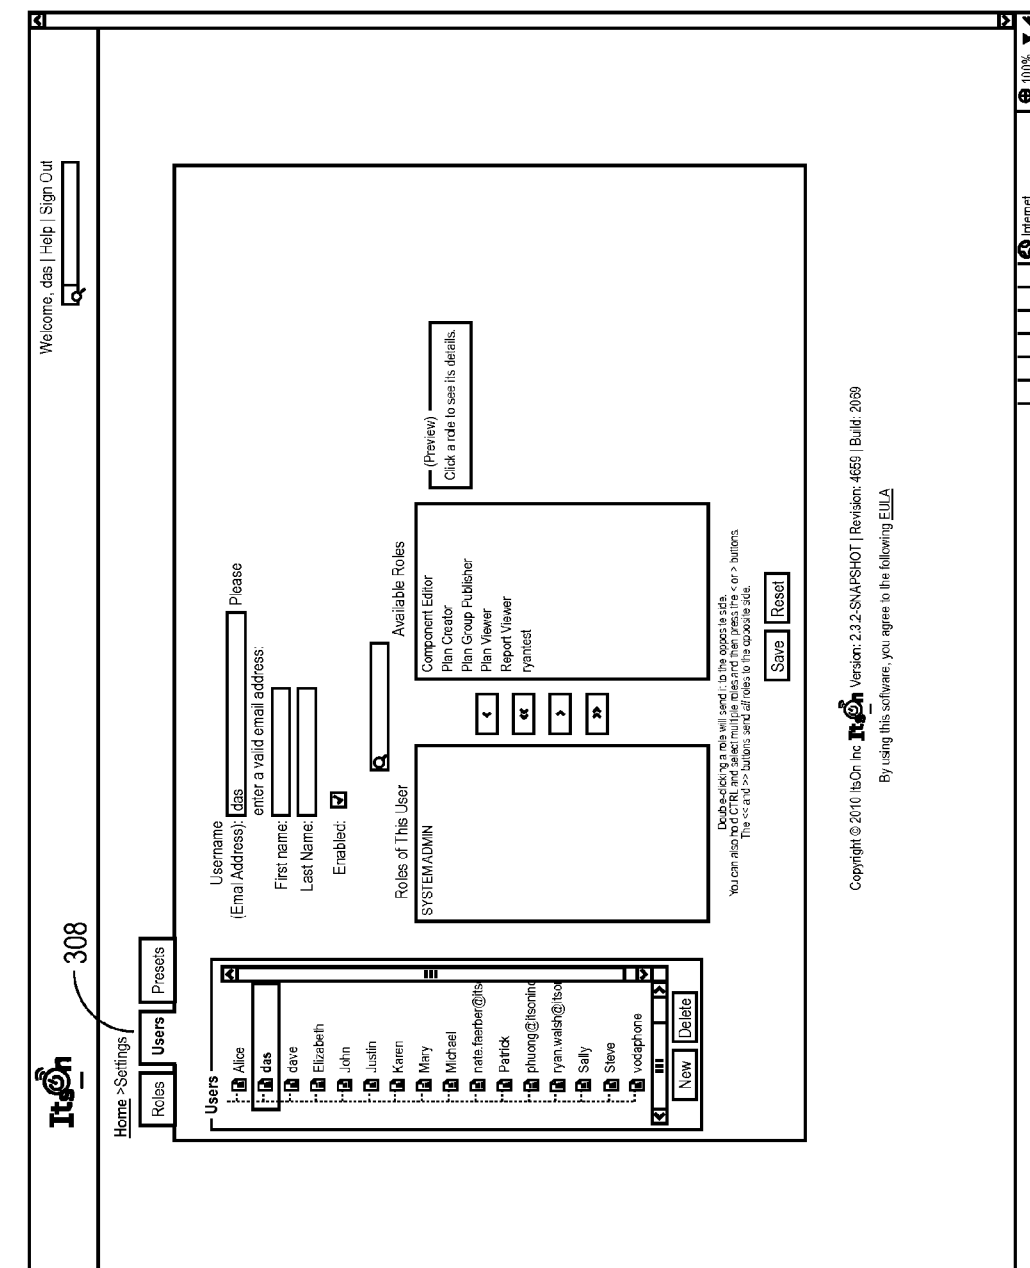 ItsOn
Welcome, das | Help | Sign Out
Home > Settings
308
Roles
Users
Presets
Users
Alice
das
dave
Elizabeth
John
Justin
Karen
Mary
Michael
nate.faerber@its
Patrick
phuong@itsoninc
ryan.walsh@itson
Sally
Steve
vodaphone
New
Delete
Username
(Emal Address): das Please
enter a valid email address:
First name:
Last Name:
Enabled:
Roles of This User
Available Roles
SYSTEM ADMIN
<
<<
>
>>
Component Editor
Plan Creator
Plan Group Publisher
Plan Viewer
Report Viewer
ryantest
(Preview)
Click a role to see its details.
Double-clicking a role will send it to the opposite side.
You can also hold CTRL and select multiple roles and then press the < or > buttons.
The << and >> buttons send all roles to the opposite side.
Save
Reset
Copyright © 2010 ItsOn Inc ItsOn Version: 2.3.2-SNAPSHOT | Revision: 4659 | Build: 2069
By using this software, you agree to the following EULA
Internet
100%